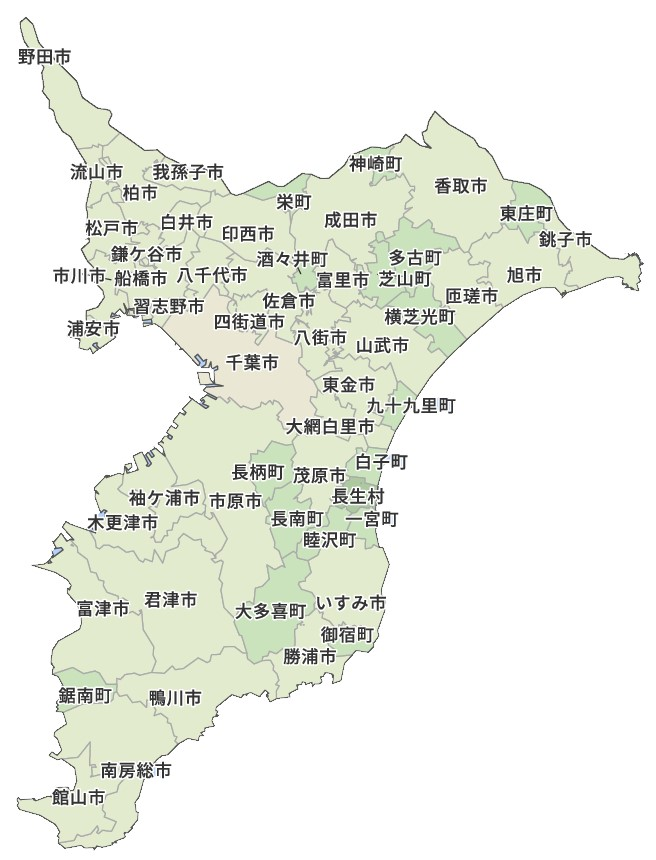 野田市
神崎町
流山市
我孫子市
香取市
柏市
栄町
東庄町
成田市
松戸市
白井市
印西市
銚子市
鎌ケ谷市
酒々井町
多古町
市川市
船橋市
八千代市
富里市
芝山町
旭市
匝瑳市
習志野市
佐倉市
横芝光町
浦安市
四街道市
八街市
山武市
千葉市
東金市
九十九里町
大網白里市
白子町
長柄町
茂原市
袖ケ浦市
市原市
長生村
木更津市
長南町
一宮町
睦沢町
君津市
いすみ市
富津市
大多喜町
御宿町
勝浦市
鋸南町
鴨川市
南房総市
館山市